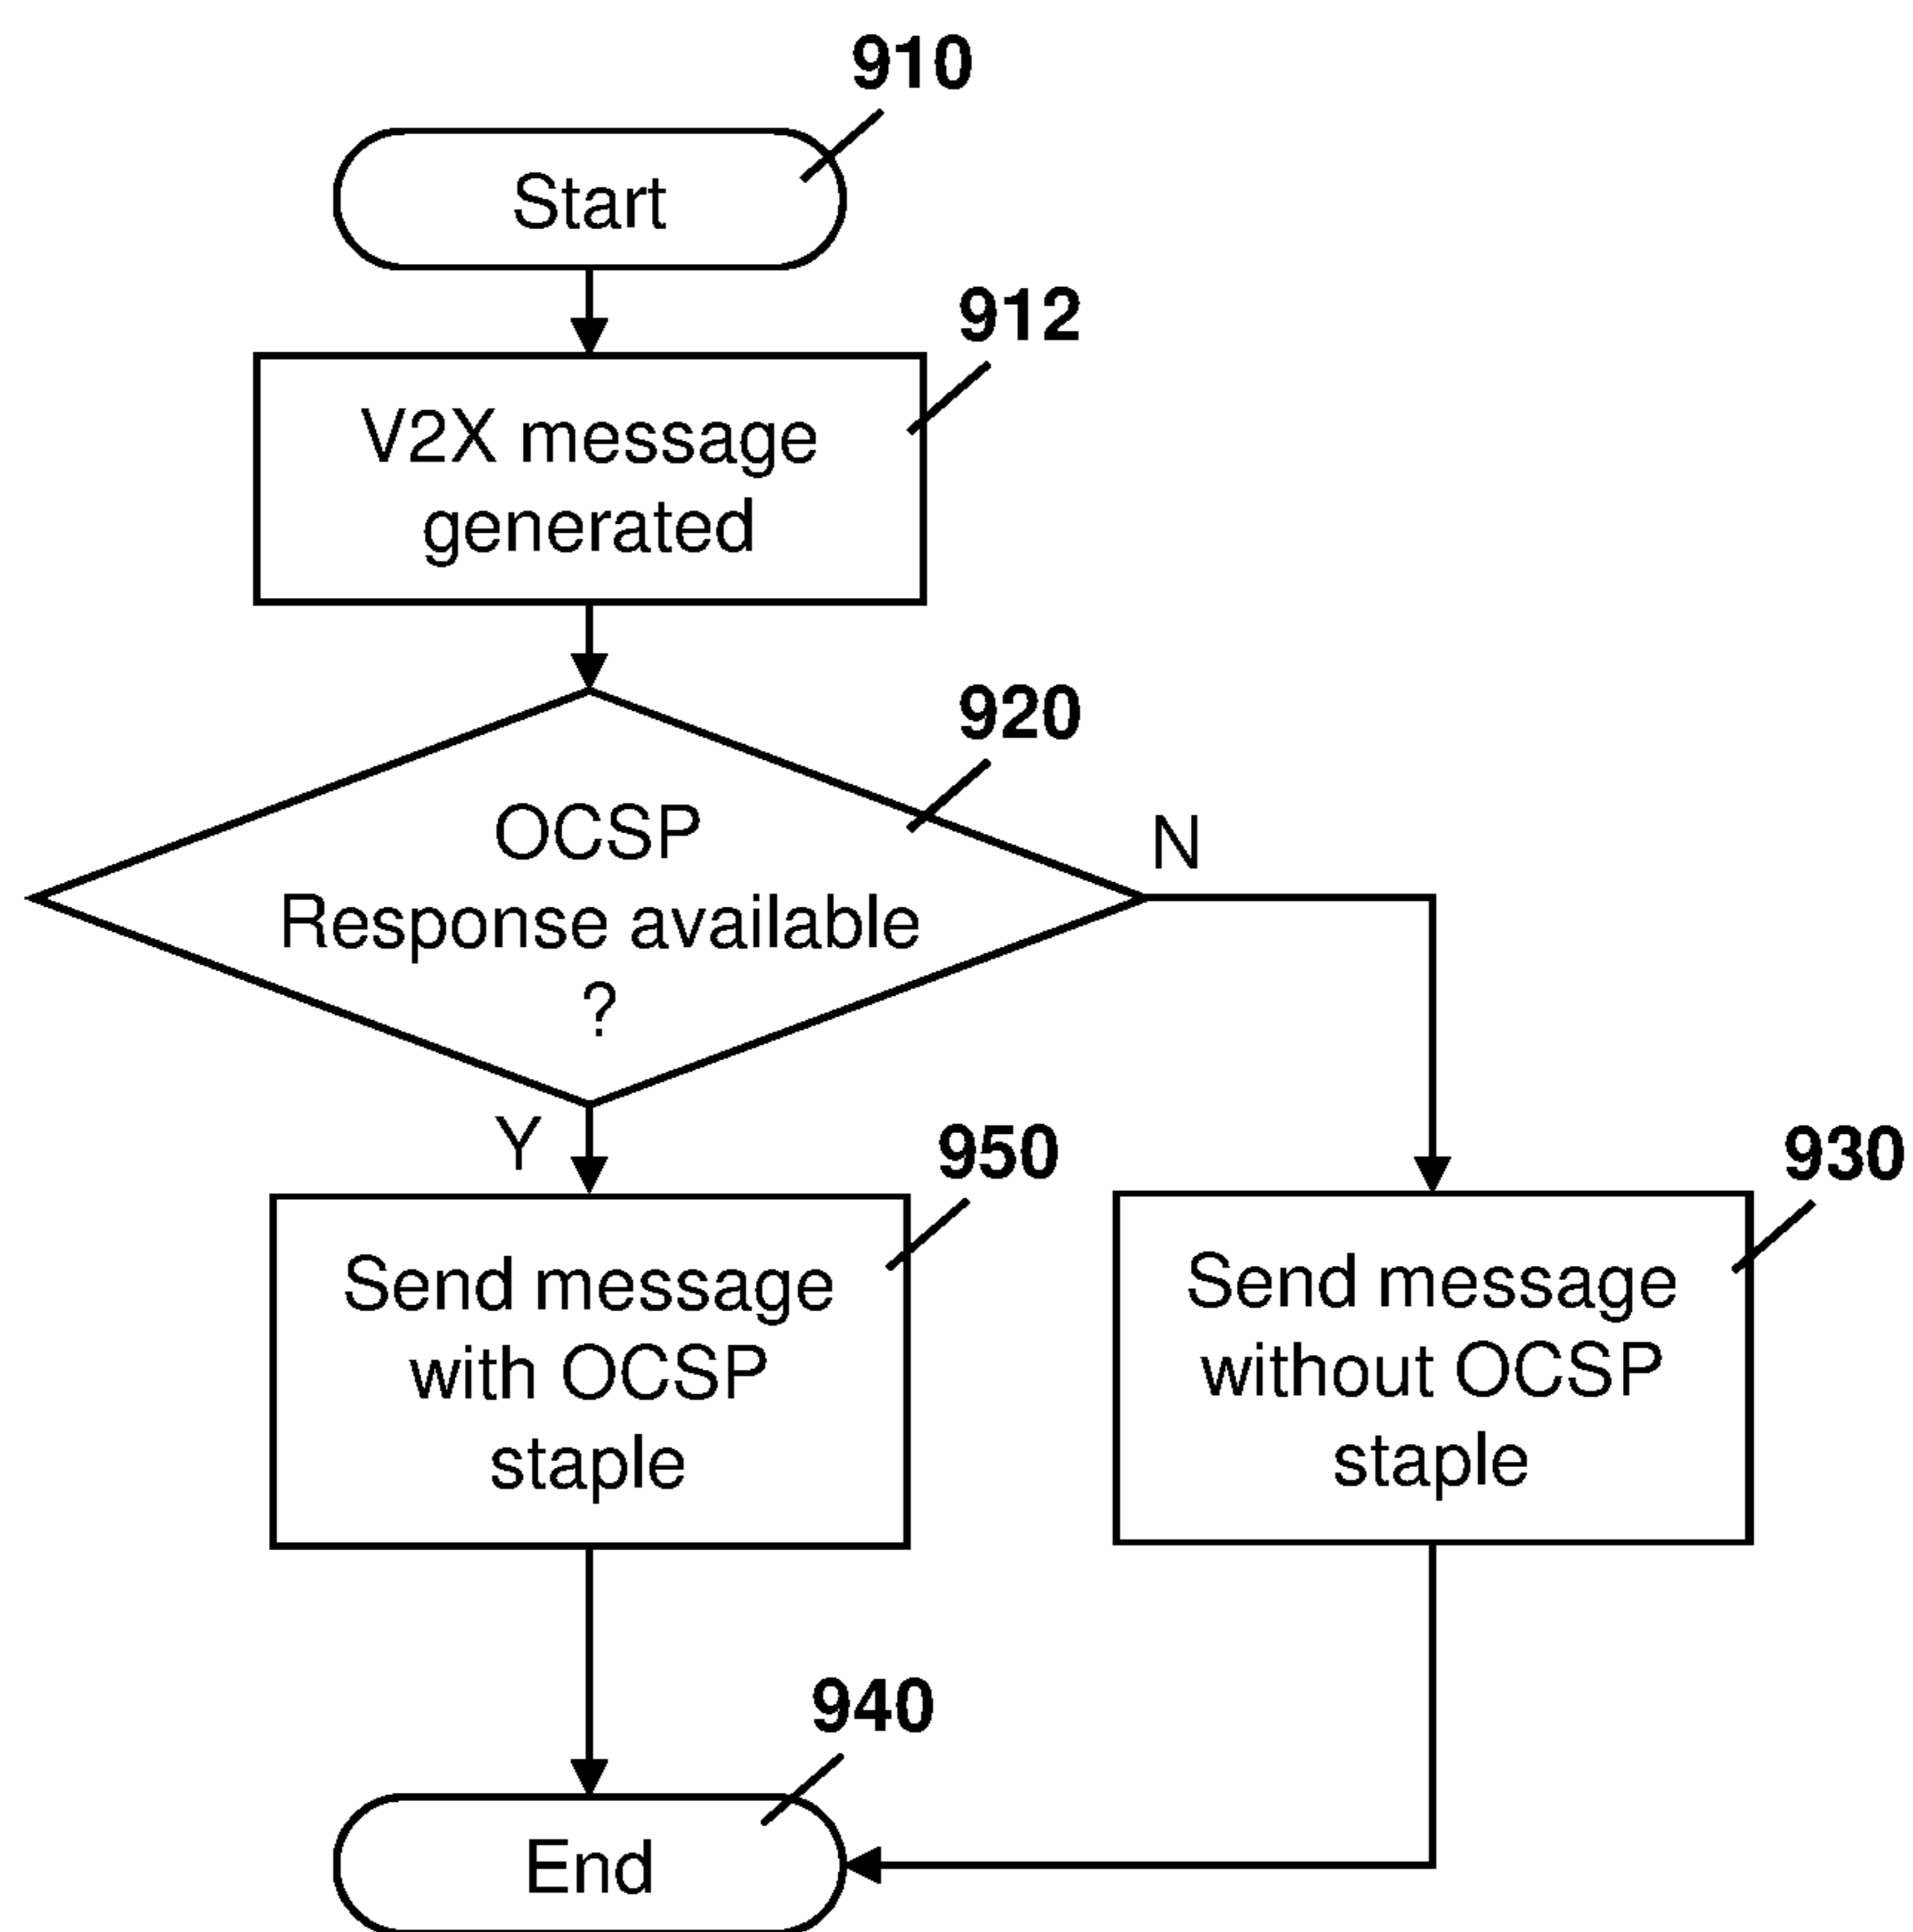 910
Start
912
V2X message
generated
920
OCSP
Response available
?
N
Y
950
Send message
with OCSP
staple
930
Send message
without OCSP
staple
940
End